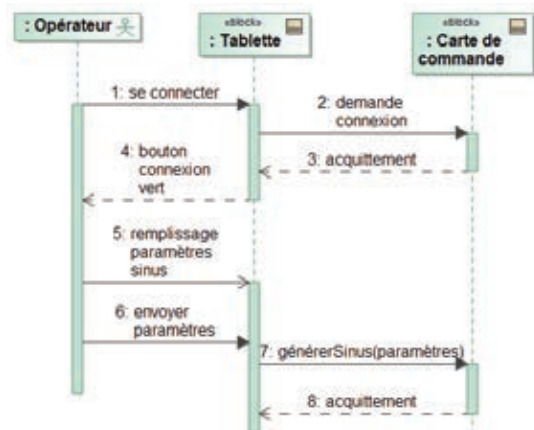 : Opérateur
«block»
: Tablette
«block»
: Carte de
commande
1: se connecter
2: demande
connexion
3: acquittement
4: bouton
connexion
vert
5: remplissage
paramètres
sinus
6: envoyer
paramètres
7: générerSinus(paramètres)
8: acquittement